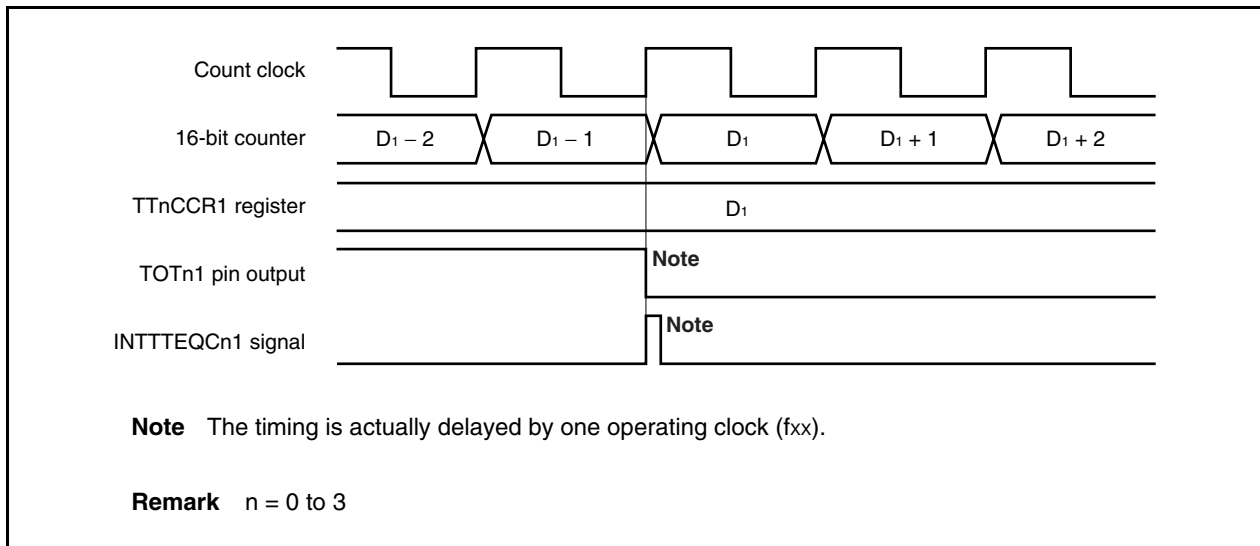 Count clock
16-bit counter
D1 − 2
D1 − 1
D1
D1 + 1
D1 + 2
TTnCCR1 register
D1
TOTn1 pin output
Note
INTTTEQCn1 signal
Note
Note The timing is actually delayed by one operating clock (fxx).
Remark n = 0 to 3